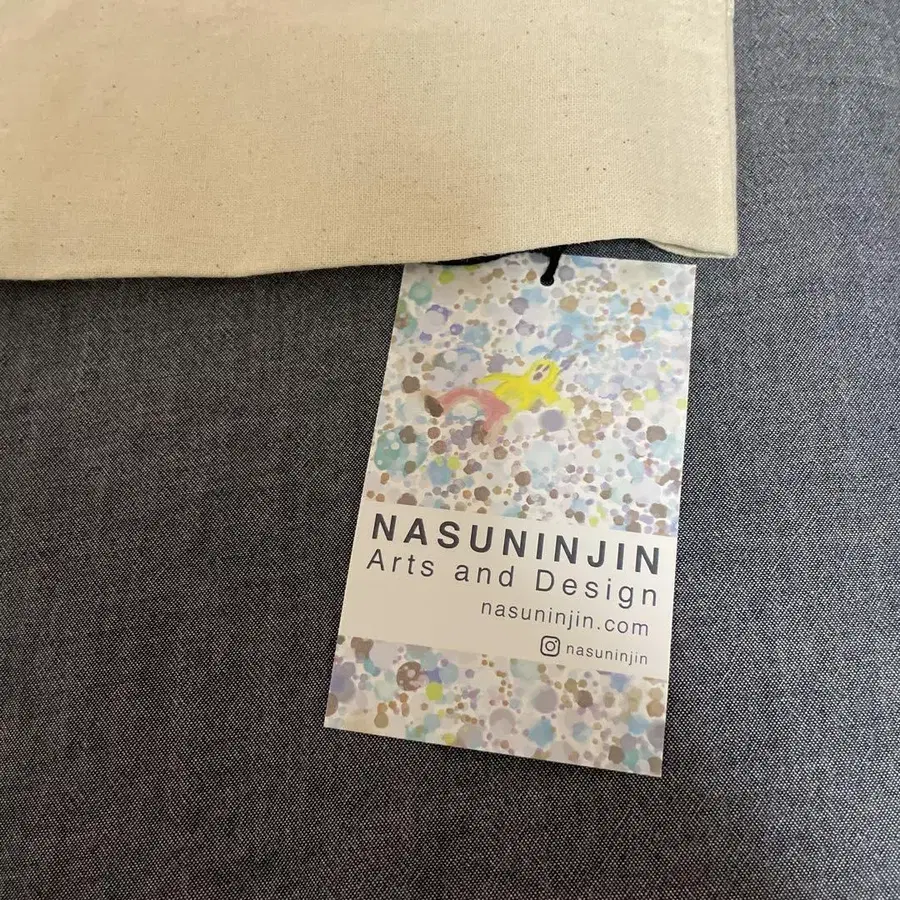 NASUNINJIN
Arts and Design
nasuninjin.com
nasuninjin